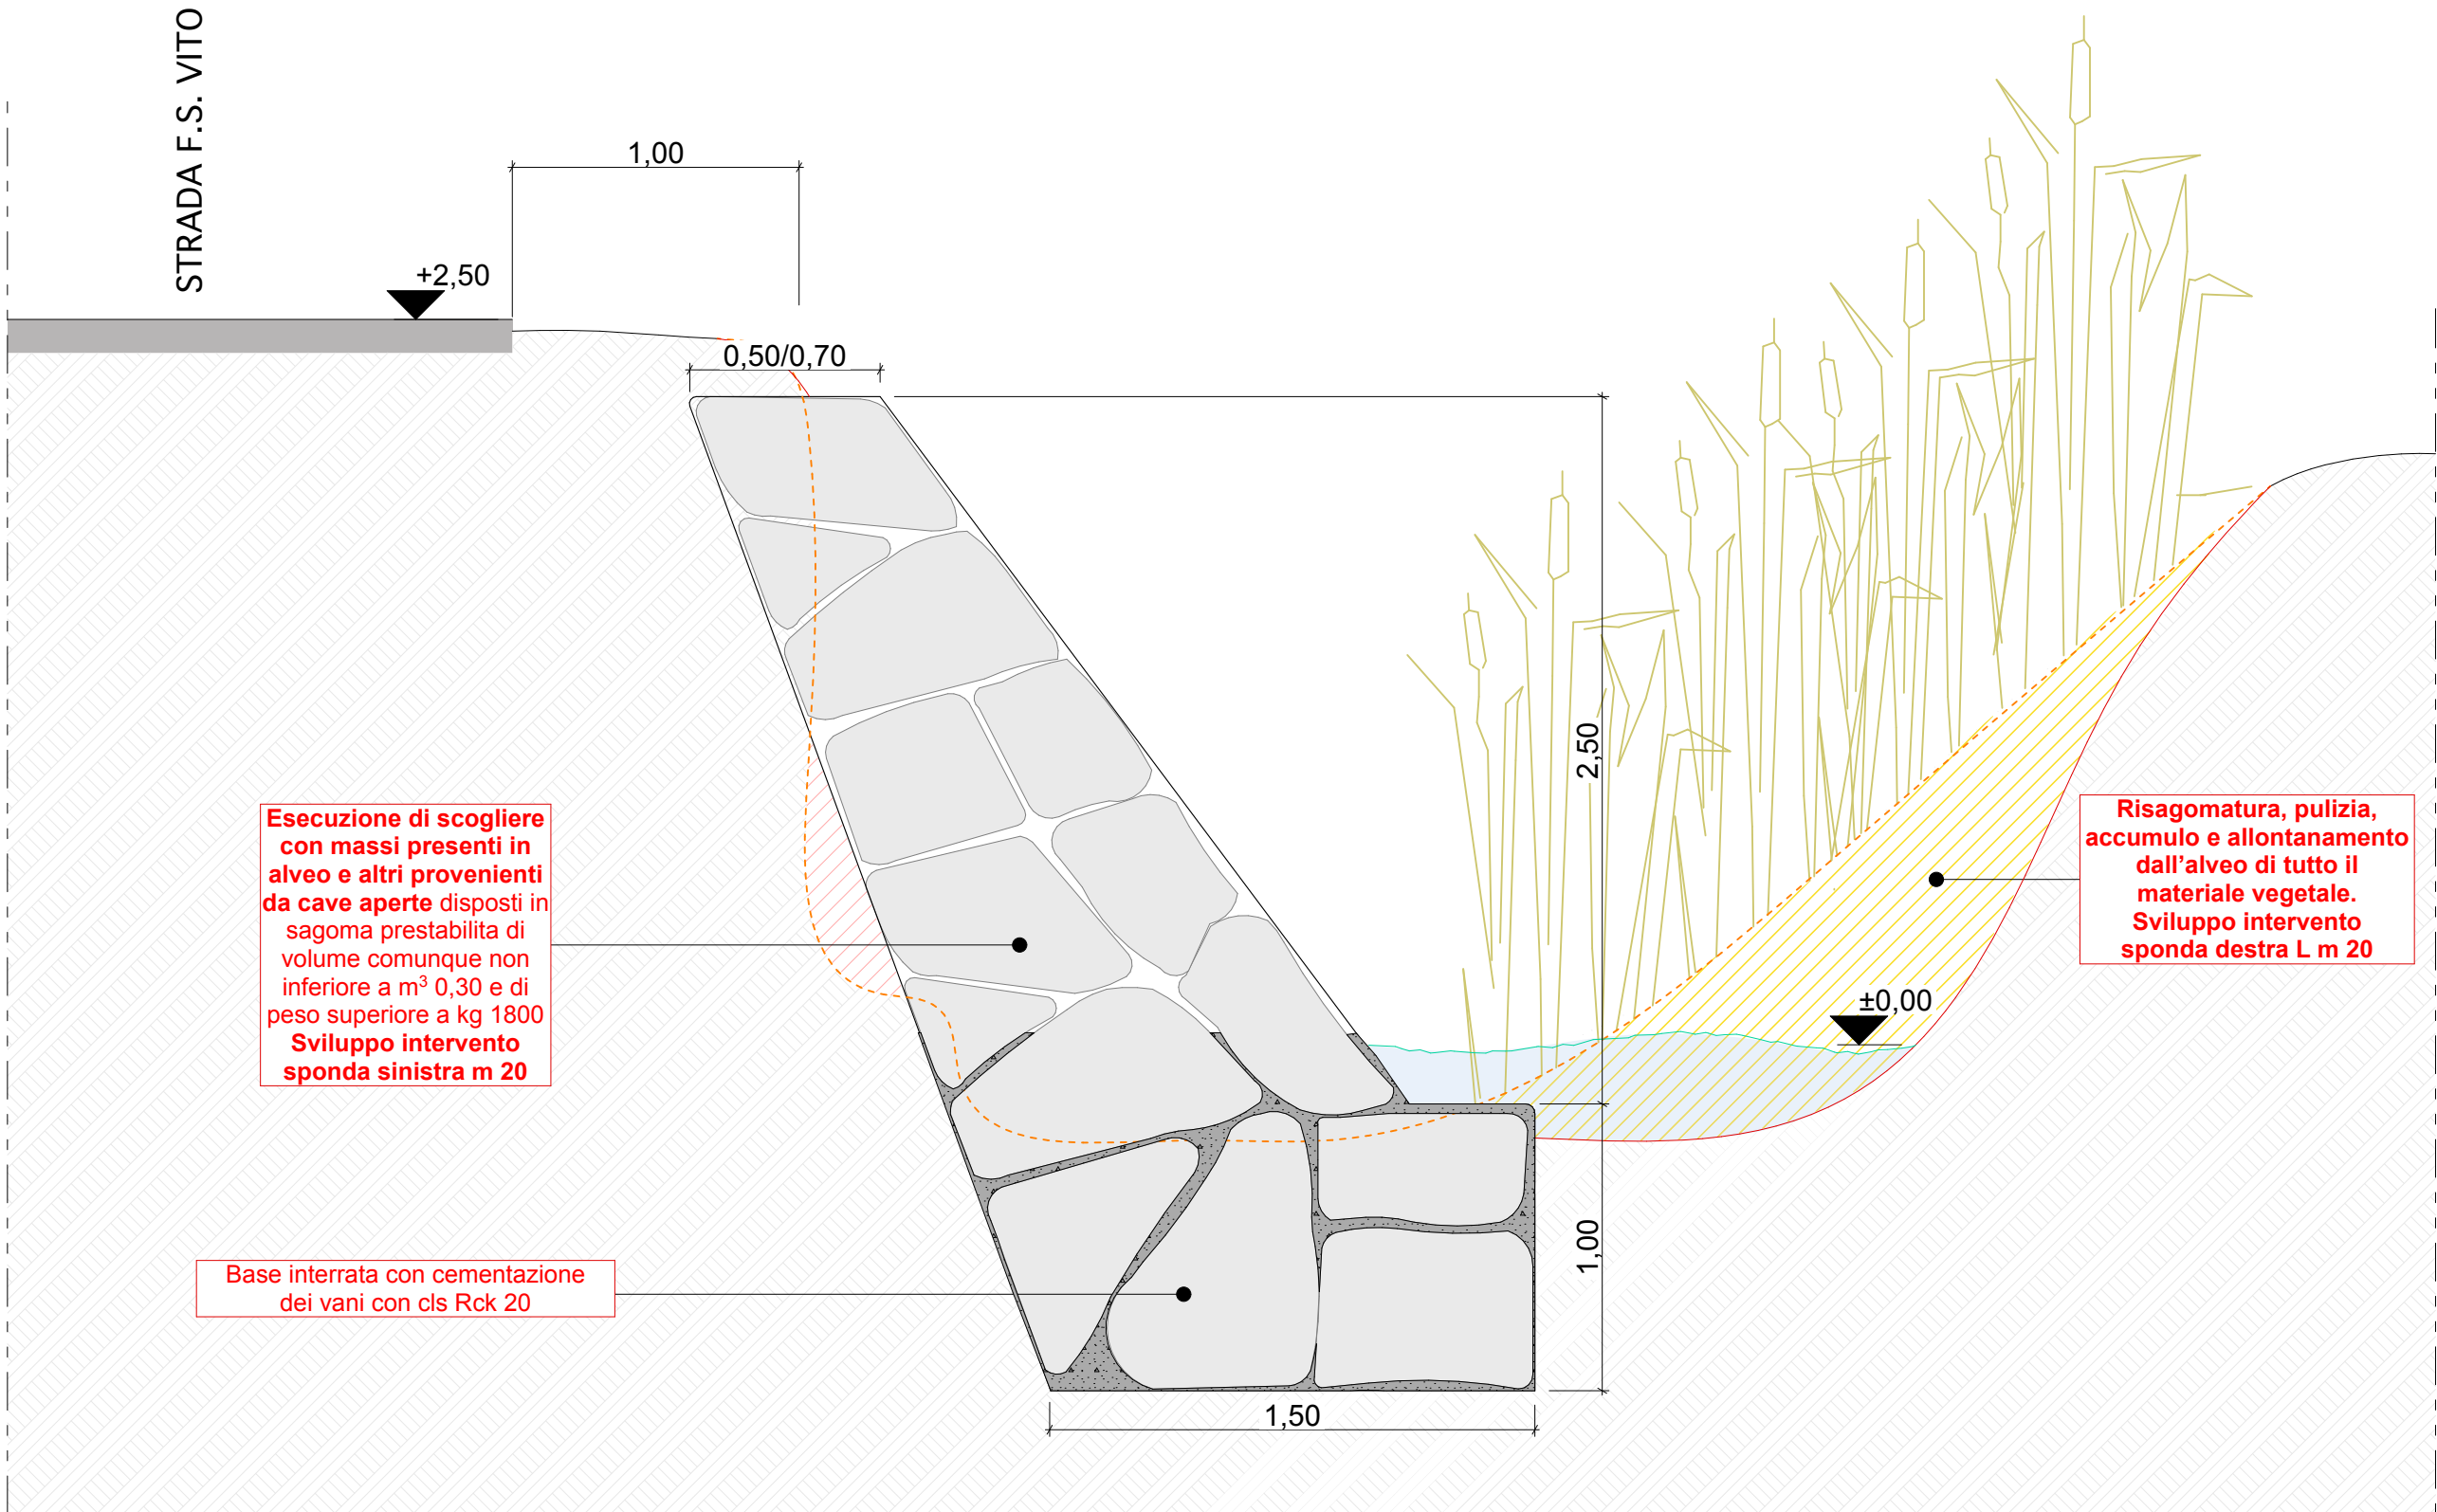 STRADA F.S. VITO
1,00
+2,50
0,50/0,70
2,50
Esecuzione di scogliere
con massi presenti in
alveo e altri provenienti
da cave aperte disposti in
sagoma prestabilita di
volume comunque non
inferiore a m³ 0,30 e di
peso superiore a kg 1800
Sviluppo intervento
sponda sinistra m 20
Risagomatura, pulizia,
accumulo e allontanamento
dall'alveo di tutto il
materiale vegetale.
Sviluppo intervento
sponda destra L m 20
±0,00
1,00
Base interrata con cementazione
dei vani con cls Rck 20
1,50